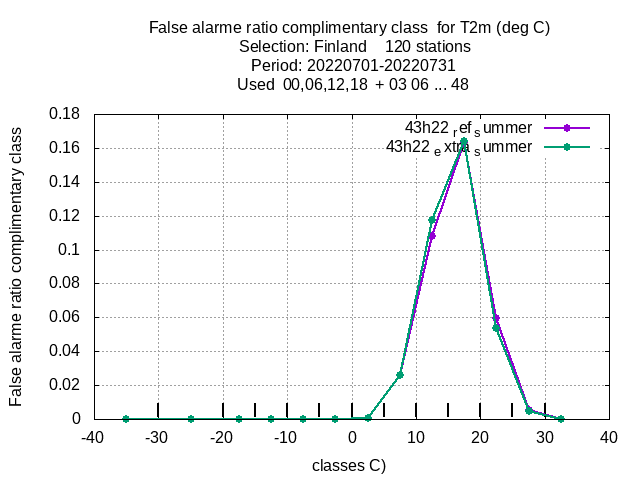 False alarme ratio complimentary class  for T2m (deg C)
Selection: Finland    120 stations
Period: 20220701-20220731
Used  00,06,12,18  + 03 06 ... 48
43h22 ref summer
43h22 extra summer
False alarme ratio complimentary class
0.18
0.16
0.14
0.12
0.1
0.08
0.06
0.04
0.02
0
-40 -30 -20 -10 0 10 20 30 40
classes C)